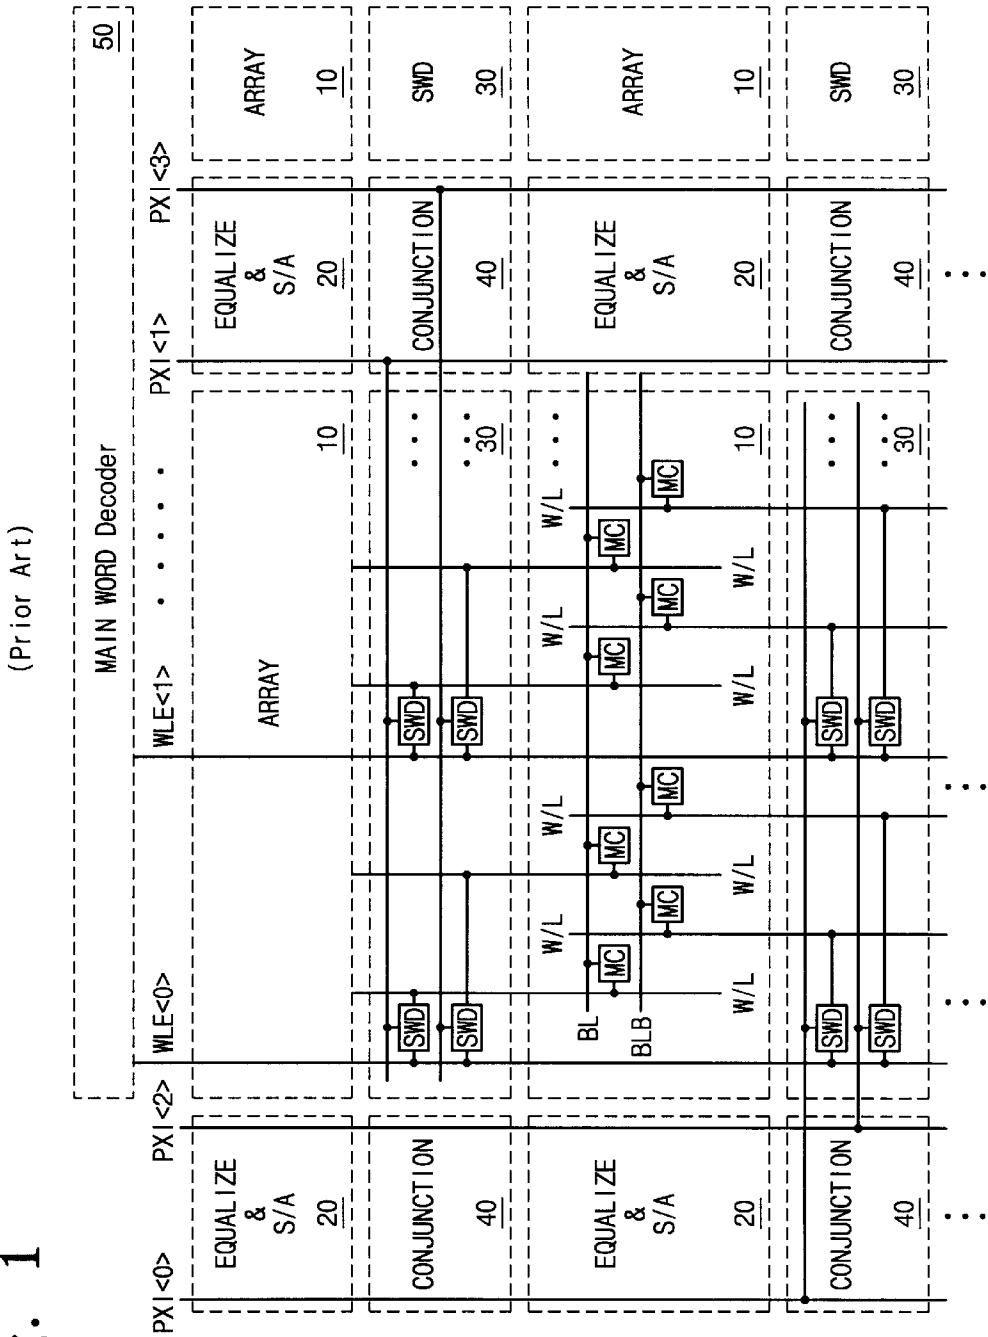 . 1
(Prior Art)
50
MAIN WORD Decoder
PXI<0>
PXI<2>
WLE<0>
WLE<1>
. . . . .
PXI<1>
PXI<3>
EQUALIZE
&
S/A
20
ARRAY
10
EQUALIZE
&
S/A
20
ARRAY
10
CONJUNCTION
40
SWD
SWD
SWD
SWD
. . .
. . .
30
CONJUNCTION
40
SWD
30
EQUALIZE
&
S/A
20
W/L
W/L
W/L
W/L
. . .
BL
BLB
MC
MC
MC
MC
MC
MC
MC
MC
W/L
W/L
W/L
W/L
10
EQUALIZE
&
S/A
20
ARRAY
10
CONJUNCTION
40
SWD
SWD
SWD
SWD
. . .
. . .
30
CONJUNCTION
40
SWD
30
. . .
. . .
. . .
. . .